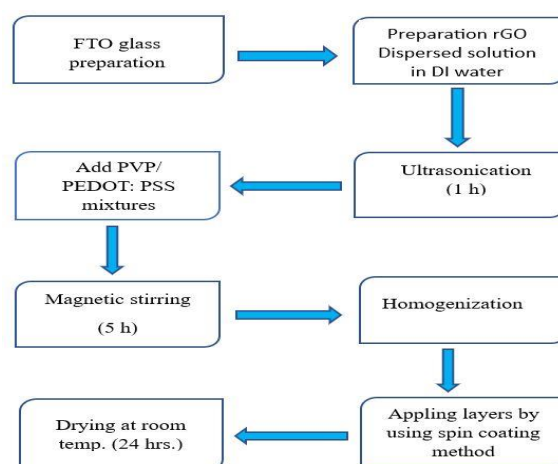 FTO glass
preparation
Preparation rGO
Dispersed solution
in DI water
Ultrasonication
(1 h)
Add PVP/
PEDOT: PSS
mixtures
Magnetic stirring
(5 h)
Homogenization
Appling layers by
using spin coating
method
Drying at room
temp. (24 hrs.)